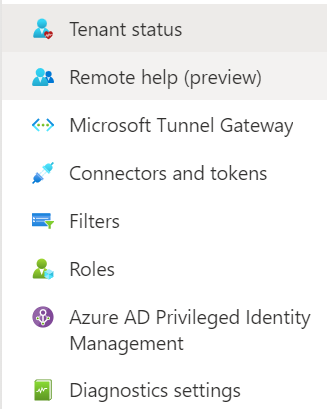 Tenant status
Remote help (preview)
Microsoft Tunnel Gateway
Connectors and tokens
Filters
Roles
Azure AD Privileged Identity
Management
Diagnostics settings